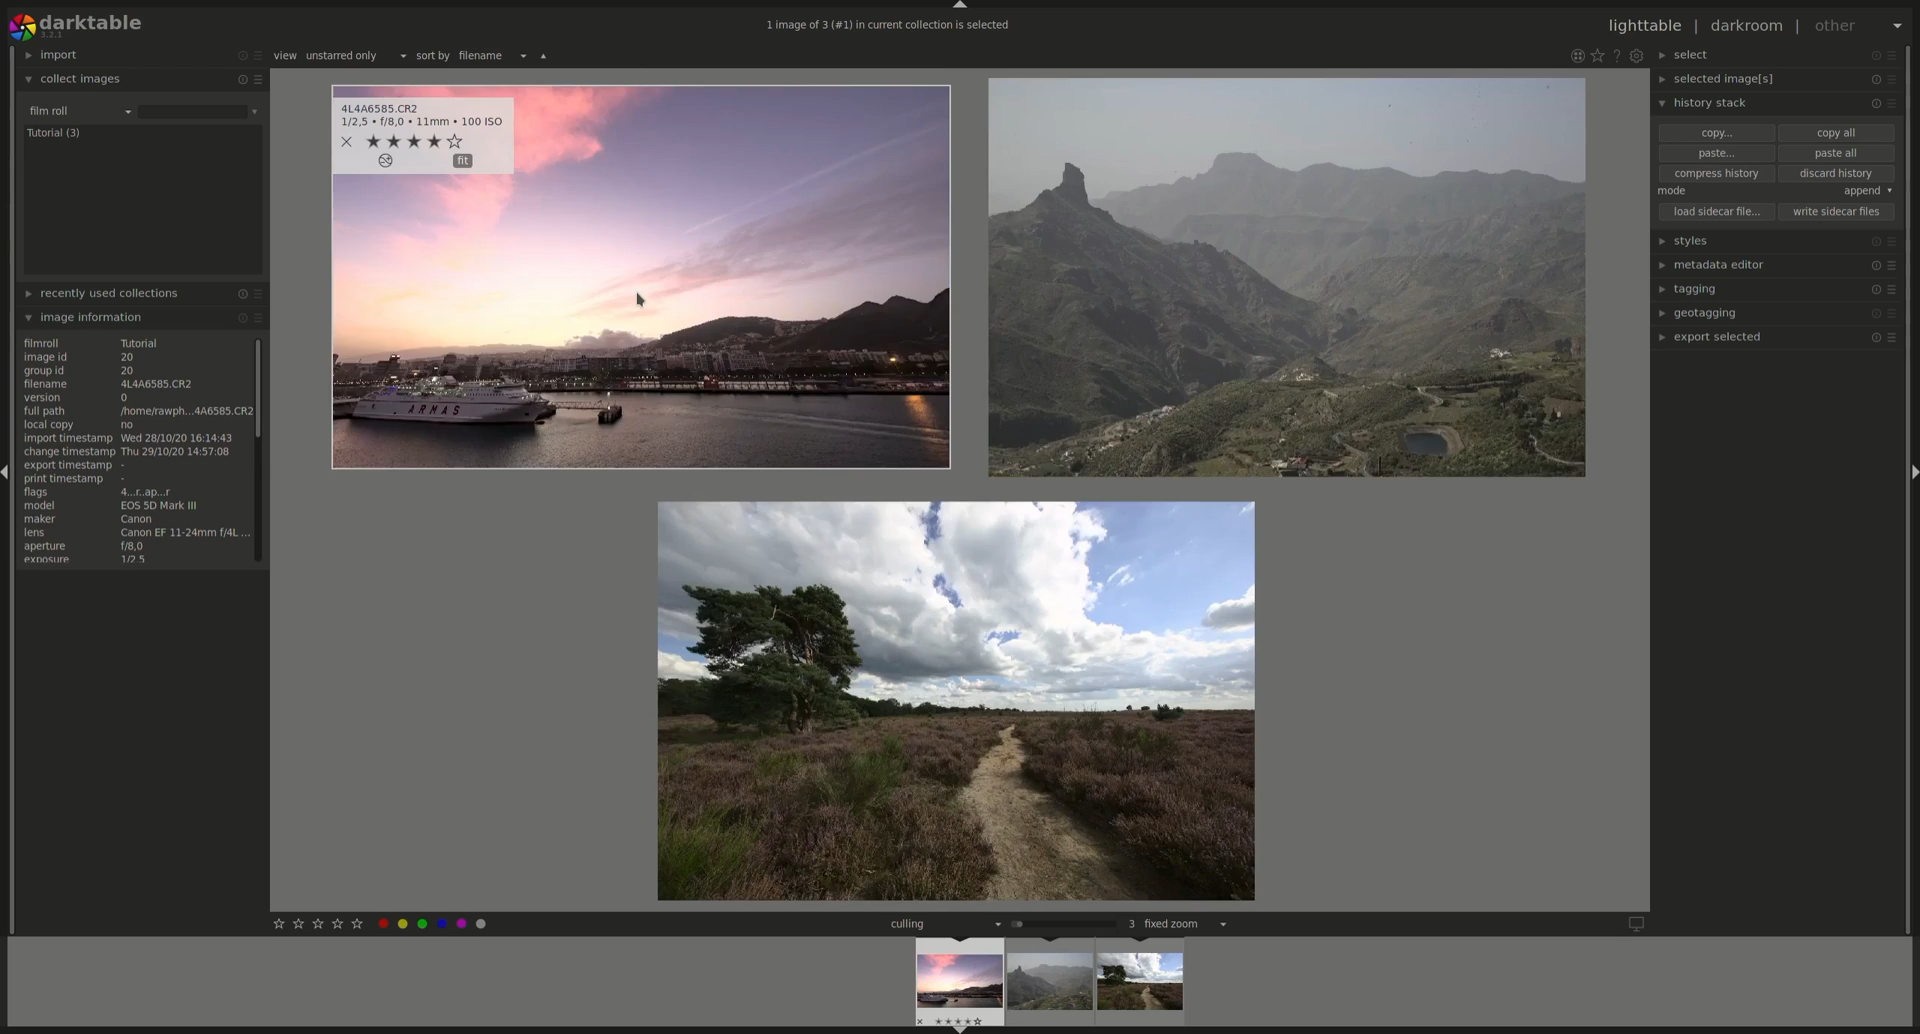 darktable
3.2.1
1 image of 3 (#1) in current collection is selected
lighttable | darkroom | other
import
collect images
film roll
Tutorial (3)
recently used collections
image information
filmroll Tutorial
image id 20
group id 20
filename 4L4A6585.CR2
version 0
full path /home/rawph...4A6585.CR2
local copy no
import timestamp Wed 28/10/20 16:14:43
change timestamp Thu 29/10/20 14:57:08
export timestamp -
print timestamp -
flags 4...r..ap...r
model EOS 5D Mark III
maker Canon
lens Canon EF 11-24mm f/4L ...
aperture f/8,0
exposure 1/2,5
view unstarred only sort by filename
4L4A6585.CR2
1/2,5 • f/8,0 • 11mm • 100 ISO
fit
ARMAS
culling 3 fixed zoom
select
selected image[s]
history stack
copy... copy all
paste... paste all
compress history discard history
mode append
load sidecar file... write sidecar files
styles
metadata editor
tagging
geotagging
export selected